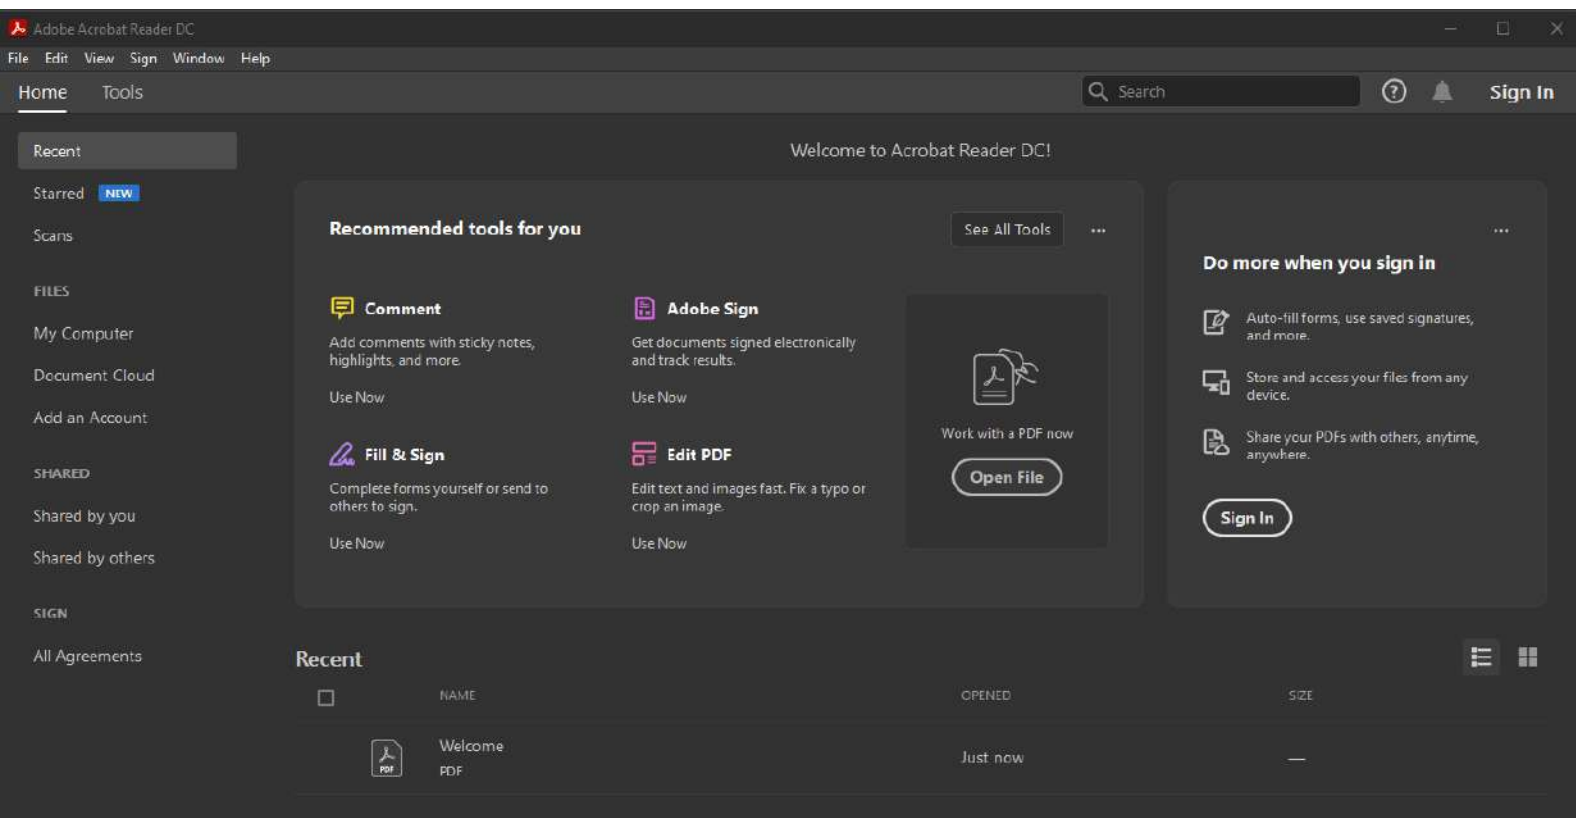 Adobe Acrobat Reader DC
File Edit View Sign Window Help
Home Tools Search Sign In
Recent
Starred NEW
Scans
FILES
My Computer
Document Cloud
Add an Account
SHARED
Shared by you
Shared by others
SIGN
All Agreements
Welcome to Acrobat Reader DC!
Recommended tools for you
See All Tools
Comment
Add comments with sticky notes,
highlights, and more.
Use Now
Adobe Sign
Get documents signed electronically
and track results.
Use Now
Fill & Sign
Complete forms yourself or send to
others to sign.
Use Now
Edit PDF
Edit text and images fast. Fix a typo or
crop an image.
Use Now
Work with a PDF now
Open File
Do more when you sign in
Auto-fill forms, use saved signatures,
and more.
Store and access your files from any
device.
Share your PDFs with others, anytime,
anywhere.
Sign In
Recent
NAME OPENED SIZE
PDF
Welcome
PDF
Just now —